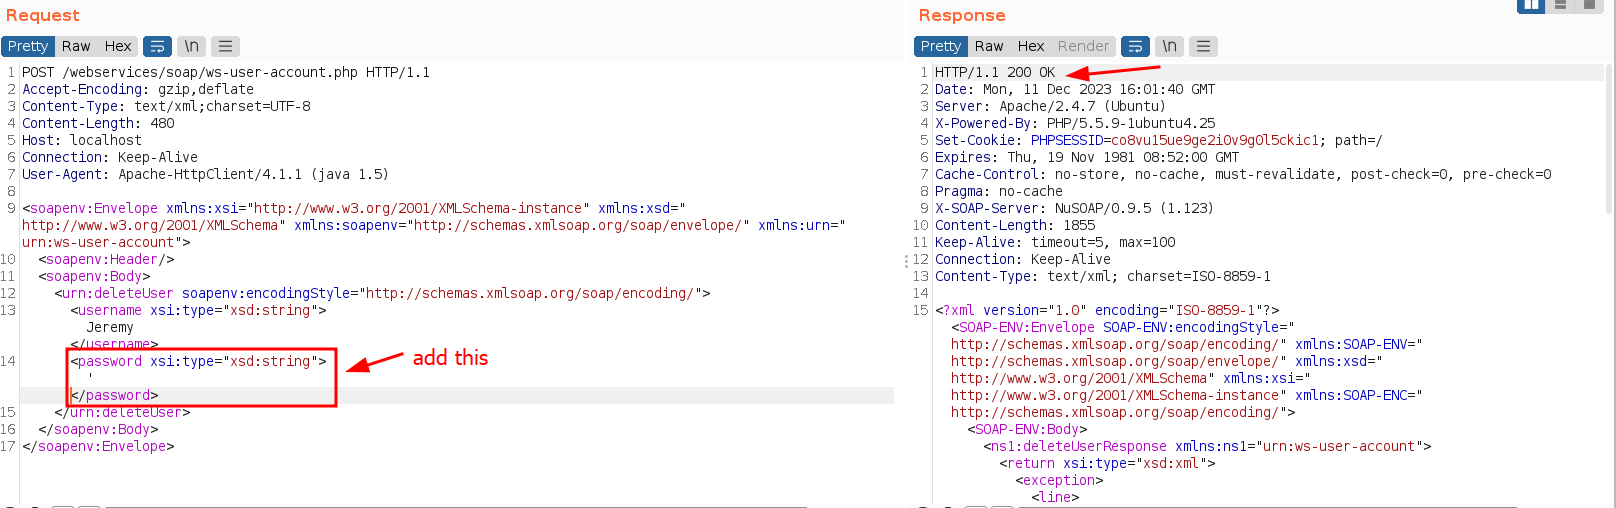 Request
Pretty Raw Hex \n
1 POST /webservices/soap/ws-user-account.php HTTP/1.1
2 Accept-Encoding: gzip,deflate
3 Content-Type: text/xml;charset=UTF-8
4 Content-Length: 480
5 Host: localhost
6 Connection: Keep-Alive
7 User-Agent: Apache-HttpClient/4.1.1 (java 1.5)
8
9 <soapenv:Envelope xmlns:xsi="http://www.w3.org/2001/XMLSchema-instance" xmlns:xsd="
http://www.w3.org/2001/XMLSchema" xmlns:soapenv="http://schemas.xmlsoap.org/soap/envelope/" xmlns:urn="
urn:ws-user-account">
10 <soapenv:Header/>
11 <soapenv:Body>
12 <urn:deleteUser soapenv:encodingStyle="http://schemas.xmlsoap.org/soap/encoding/">
13 <username xsi:type="xsd:string">
Jeremy
</username>
14 <password xsi:type="xsd:string">
'
</password>
add this
15 </urn:deleteUser>
16 </soapenv:Body>
17 </soapenv:Envelope>
Response
Pretty Raw Hex Render \n
1 HTTP/1.1 200 OK
2 Date: Mon, 11 Dec 2023 16:01:40 GMT
3 Server: Apache/2.4.7 (Ubuntu)
4 X-Powered-By: PHP/5.5.9-1ubuntu4.25
5 Set-Cookie: PHPSESSID=co8vu15ue9ge2i0v9g0l5ckic1; path=/
6 Expires: Thu, 19 Nov 1981 08:52:00 GMT
7 Cache-Control: no-store, no-cache, must-revalidate, post-check=0, pre-check=0
8 Pragma: no-cache
9 X-SOAP-Server: NuSOAP/0.9.5 (1.123)
10 Content-Length: 1855
11 Keep-Alive: timeout=5, max=100
12 Connection: Keep-Alive
13 Content-Type: text/xml; charset=ISO-8859-1
14
15 <?xml version="1.0" encoding="ISO-8859-1"?>
<SOAP-ENV:Envelope SOAP-ENV:encodingStyle="
http://schemas.xmlsoap.org/soap/encoding/" xmlns:SOAP-ENV="
http://schemas.xmlsoap.org/soap/envelope/" xmlns:xsd="
http://www.w3.org/2001/XMLSchema" xmlns:xsi="
http://www.w3.org/2001/XMLSchema-instance" xmlns:SOAP-ENC="
http://schemas.xmlsoap.org/soap/encoding/">
<SOAP-ENV:Body>
<ns1:deleteUserResponse xmlns:ns1="urn:ws-user-account">
<return xsi:type="xsd:xml">
<exception>
<line>